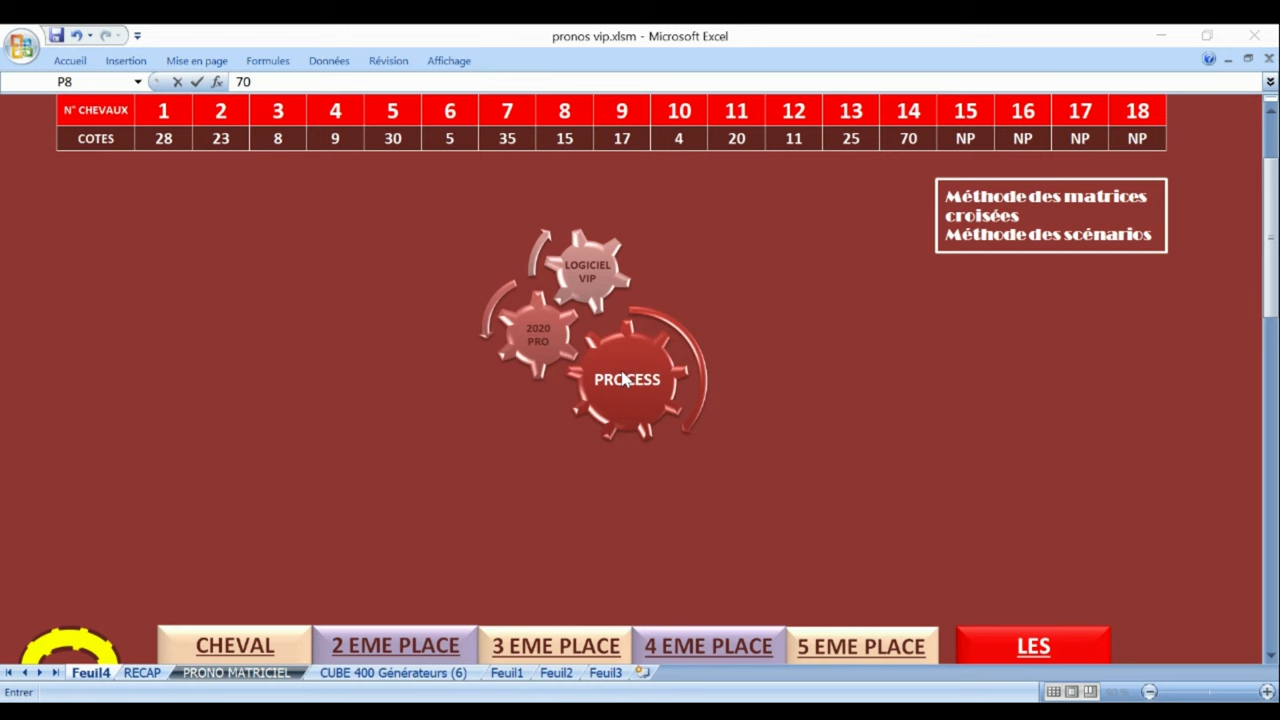 pronos vip.xlsm - Microsoft Excel
Accueil Insertion Mise en page Formules Données Révision Affichage
P8 fx 70
N° CHEVAUX 1 2 3 4 5 6 7 8 9 10 11 12 13 14 15 16 17 18
COTES 28 23 8 9 30 5 35 15 17 4 20 11 25 70 NP NP NP NP
Méthode des matrices
croisées
Méthode des scénarios
LOGICIEL
VIP
2020
PRO
PROCESS
CHEVAL 2 EME PLACE 3 EME PLACE 4 EME PLACE 5 EME PLACE LES
Feuil4 RECAP PRONO MATRICIEL CUBE 400 Générateurs (6) Feuil1 Feuil2 Feuil3
Entrer